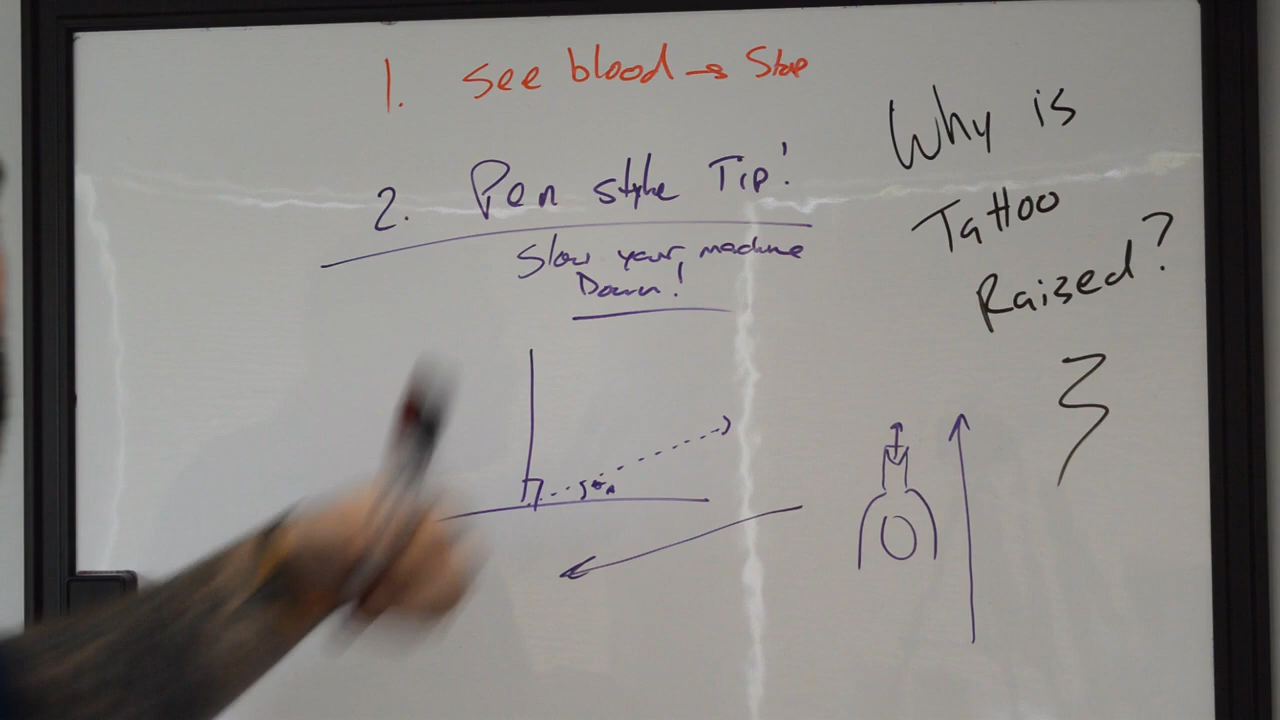 1. See blood → Stop
2. Pen style Tip!
Slow your machine
Down!
Why is
Tattoo
Raised?